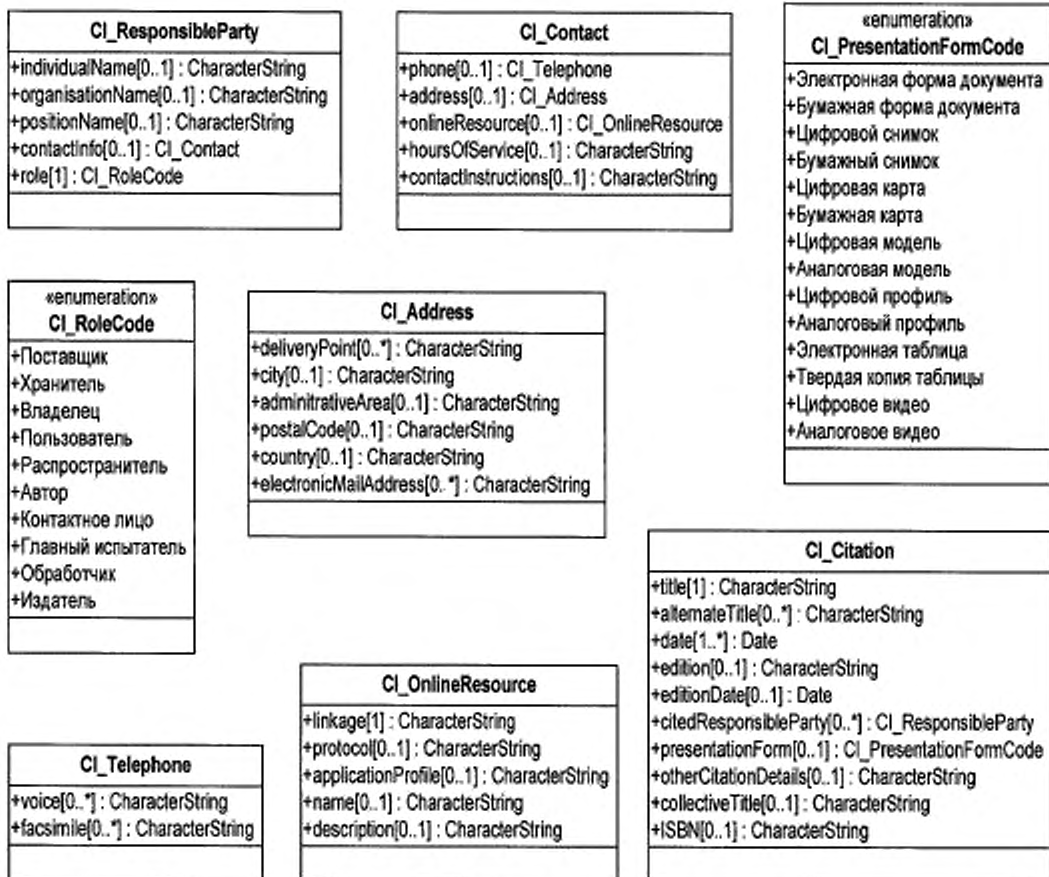 CI_ResponsibleParty
+individualName[0..1] : CharacterString
+organisationName[0..1] : CharacterString
+positionName[0..1] : CharacterString
+contactInfo[0..1] : CI_Contact
+role[1] : CI_RoleCode
CI_Contact
+phone[0..1] : CI_Telephone
+address[0..1] : CI_Address
+onlineResource[0..1] : CI_OnlineResource
+hoursOfService[0..1] : CharacterString
+contactInstructions[0..1] : CharacterString
«enumeration»
CI_PresentationFormCode
+Электронная форма документа
+Бумажная форма документа
+Цифровой снимок
+Бумажный снимок
+Цифровая карта
+Бумажная карта
+Цифровая модель
+Аналоговая модель
+Цифровой профиль
+Аналоговый профиль
+Электронная таблица
+Твердая копия таблицы
+Цифровое видео
+Аналоговое видео
«enumeration»
CI_RoleCode
+Поставщик
+Хранитель
+Владелец
+Пользователь
+Распространитель
+Автор
+Контактное лицо
+Главный испытатель
+Обработчик
+Издатель
CI_Address
+deliveryPoint[0..*] : CharacterString
+city[0..1] : CharacterString
+adminitrativeArea[0..1] : CharacterString
+postalCode[0..1] : CharacterString
+country[0..1] : CharacterString
+electronicMailAddress[0..*] : CharacterString
CI_Citation
+title[1] : CharacterString
+alternateTitle[0..*] : CharacterString
+date[1..*] : Date
+edition[0..1] : CharacterString
+editionDate[0..1] : Date
+citedResponsibleParty[0..*] : CI_ResponsibleParty
+presentationForm[0..1] : CI_PresentationFormCode
+otherCitationDetails[0..1] : CharacterString
+collectiveTitle[0..1] : CharacterString
+ISBN[0..1] : CharacterString
CI_OnlineResource
+linkage[1] : CharacterString
+protocol[0..1] : CharacterString
+applicationProfile[0..1] : CharacterString
+name[0..1] : CharacterString
+description[0..1] : CharacterString
CI_Telephone
+voice[0..*] : CharacterString
+facsimile[0..*] : CharacterString